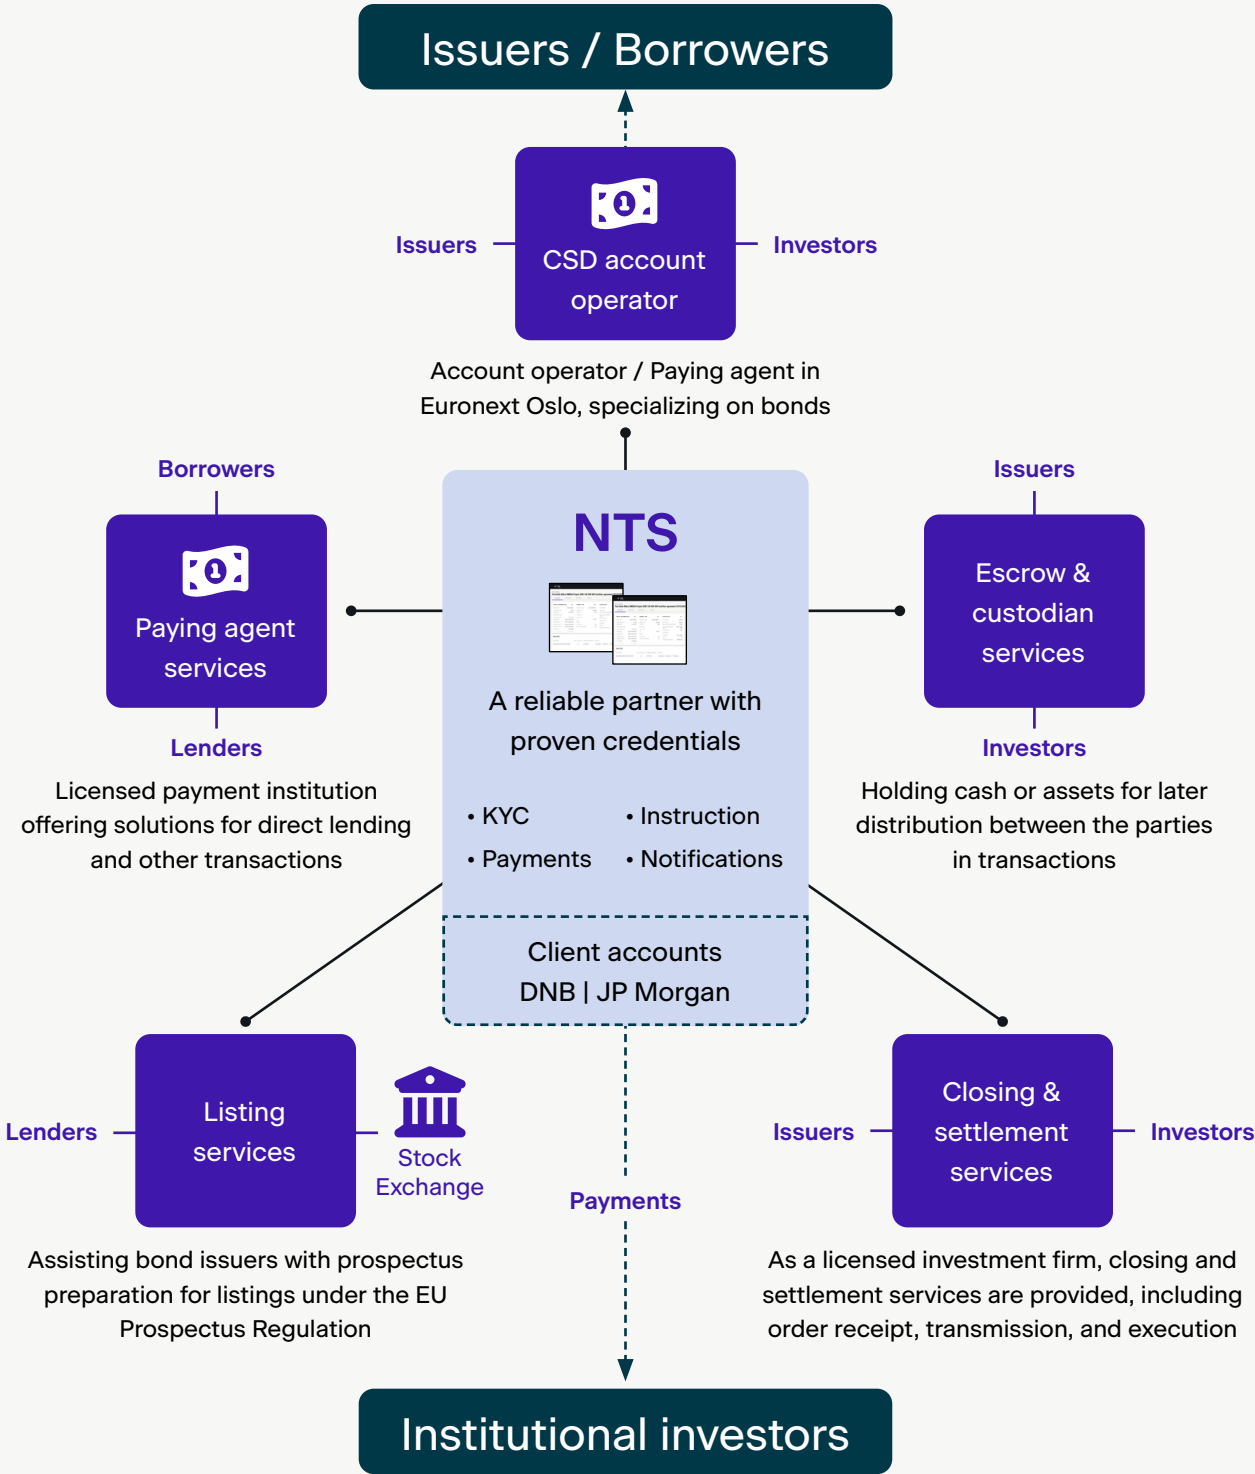 Issuers / Borrowers
Issuers
CSD account
operator
Investors
Account operator / Paying agent in
Euronext Oslo, specializing on bonds
Borrowers
Paying agent
services
Lenders
Licensed payment institution
offering solutions for direct lending
and other transactions
NTS
A reliable partner with
proven credentials
• KYC
• Payments
• Instruction
• Notifications
Client accounts
DNB | JP Morgan
Issuers
Escrow &
custodian
services
Investors
Holding cash or assets for later
distribution between the parties
in transactions
Lenders
Listing
services
Stock
Exchange
Assisting bond issuers with prospectus
preparation for listings under the EU
Prospectus Regulation
Payments
Issuers
Closing &
settlement
services
Investors
As a licensed investment firm, closing and
settlement services are provided, including
order receipt, transmission, and execution
Institutional investors